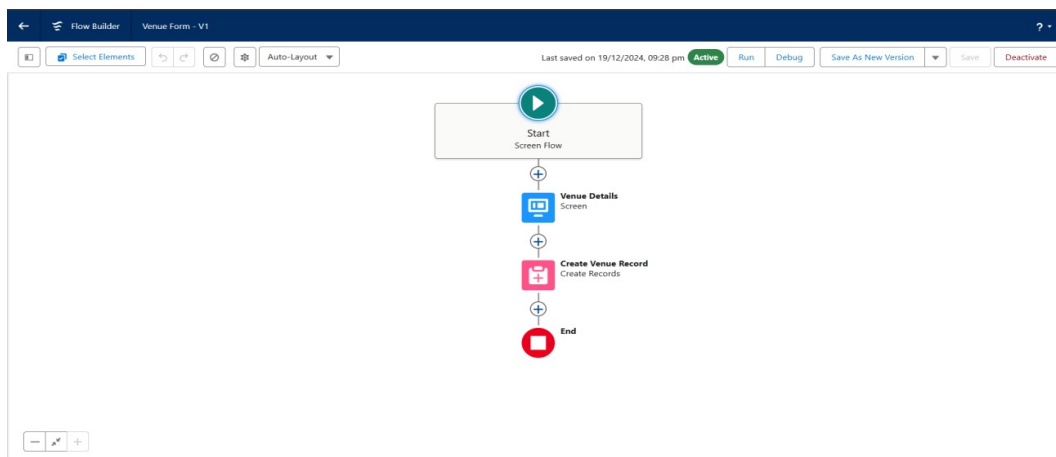 Flow Builder Venue Form - V1 ?
Select Elements Auto-Layout Last saved on 19/12/2024, 09:28 pm Active Run Debug Save As New Version Save Deactivate
Start
Screen Flow
Venue Details
Screen
Create Venue Record
Create Records
End